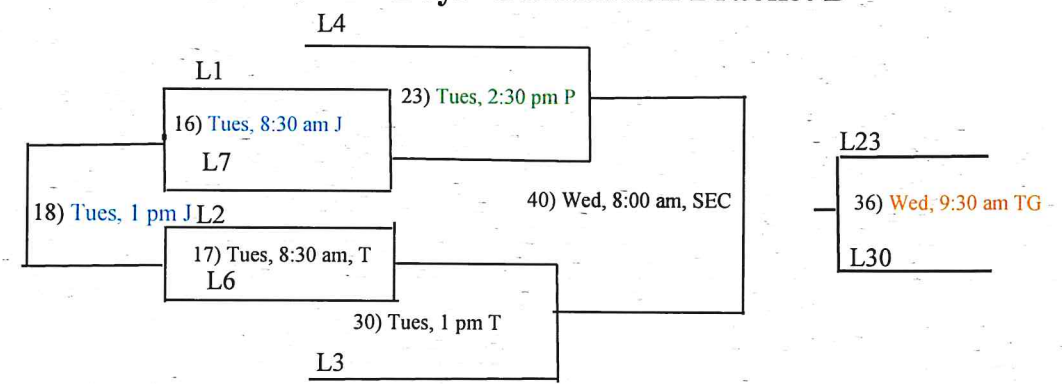 L4
L1
23) Tues, 2:30 pm P
16) Tues, 8:30 am J
L7
L23
40) Wed, 8:00 am, SEC
36) Wed, 9:30 am TG
18) Tues, 1 pm J
L2
17) Tues, 8:30 am, T
L6
L30
30) Tues, 1 pm T
L3